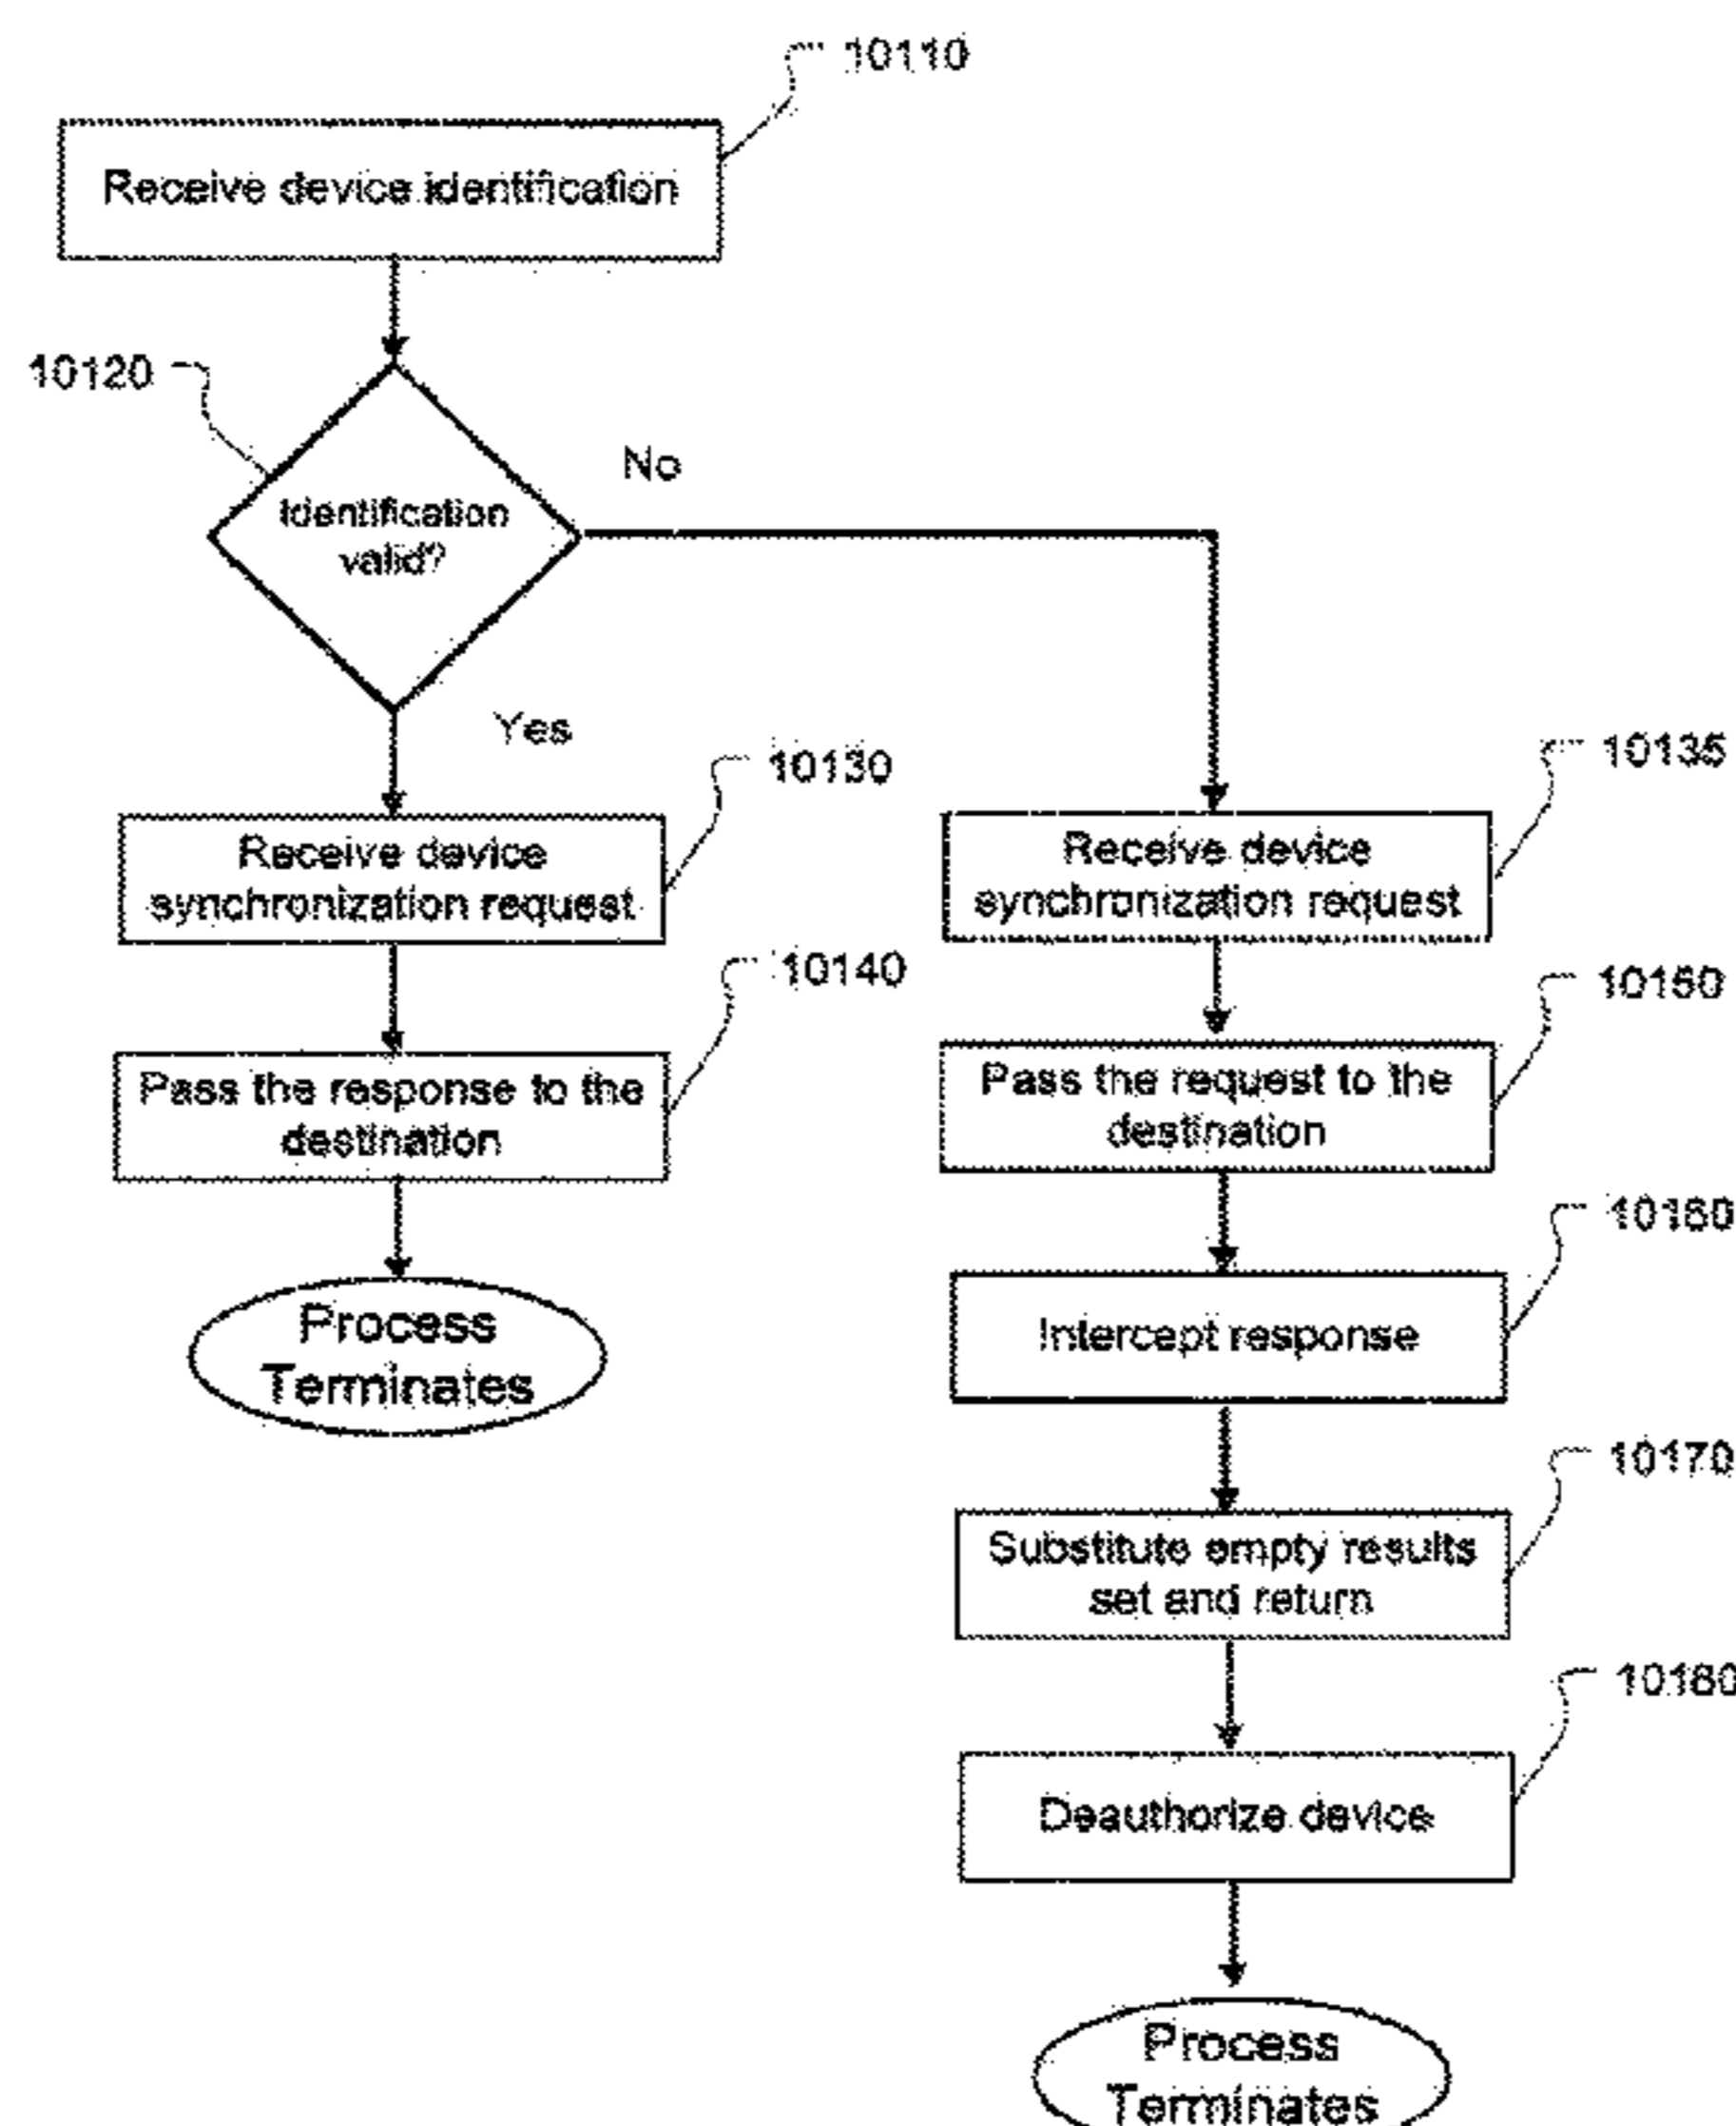 10110
Receive device identification
10120
No
Identification
valid?
Yes
10130
10135
Receive device
synchronization request
Receive device
synchronization request
10140
10150
Pass the response to the
destination
Pass the request to the
destination
10160
Process
Terminates
Intercept response
10170
Substitute empty results
set and return
Deauthorize device
Process
Terminates